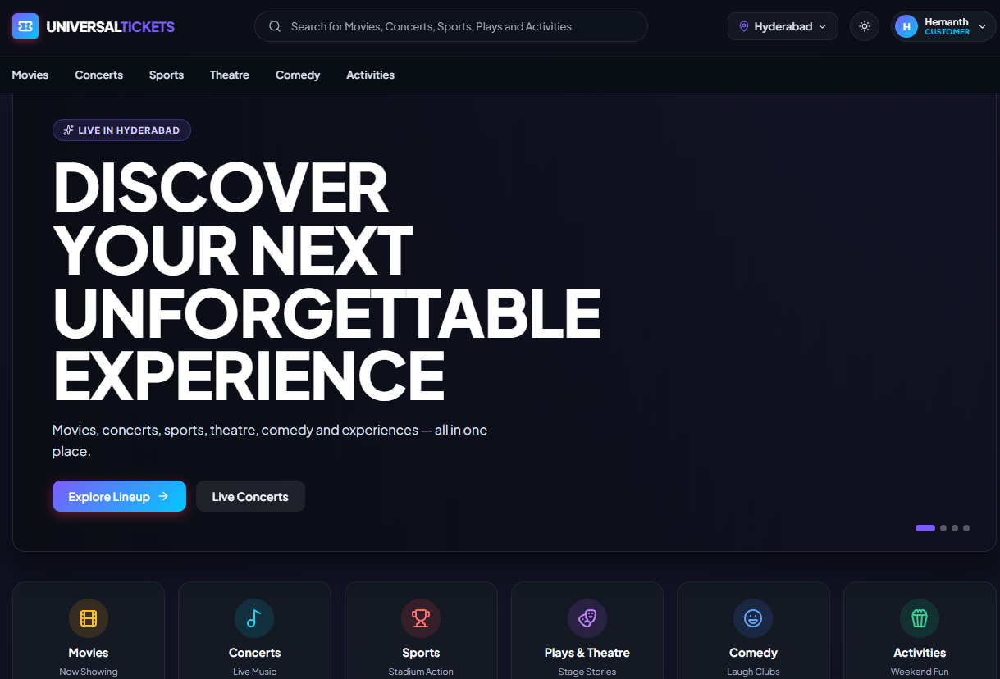 UNIVERSALTICKETS
Search for Movies, Concerts, Sports, Plays and Activities
Hyderabad
H
Hemanth
CUSTOMER
Movies
Concerts
Sports
Theatre
Comedy
Activities
LIVE IN HYDERABAD
DISCOVER
YOUR NEXT
UNFORGETTABLE
EXPERIENCE
Movies, concerts, sports, theatre, comedy and experiences — all in one
place.
Explore Lineup
Live Concerts
Movies
Now Showing
Concerts
Live Music
Sports
Stadium Action
Plays & Theatre
Stage Stories
Comedy
Laugh Clubs
Activities
Weekend Fun